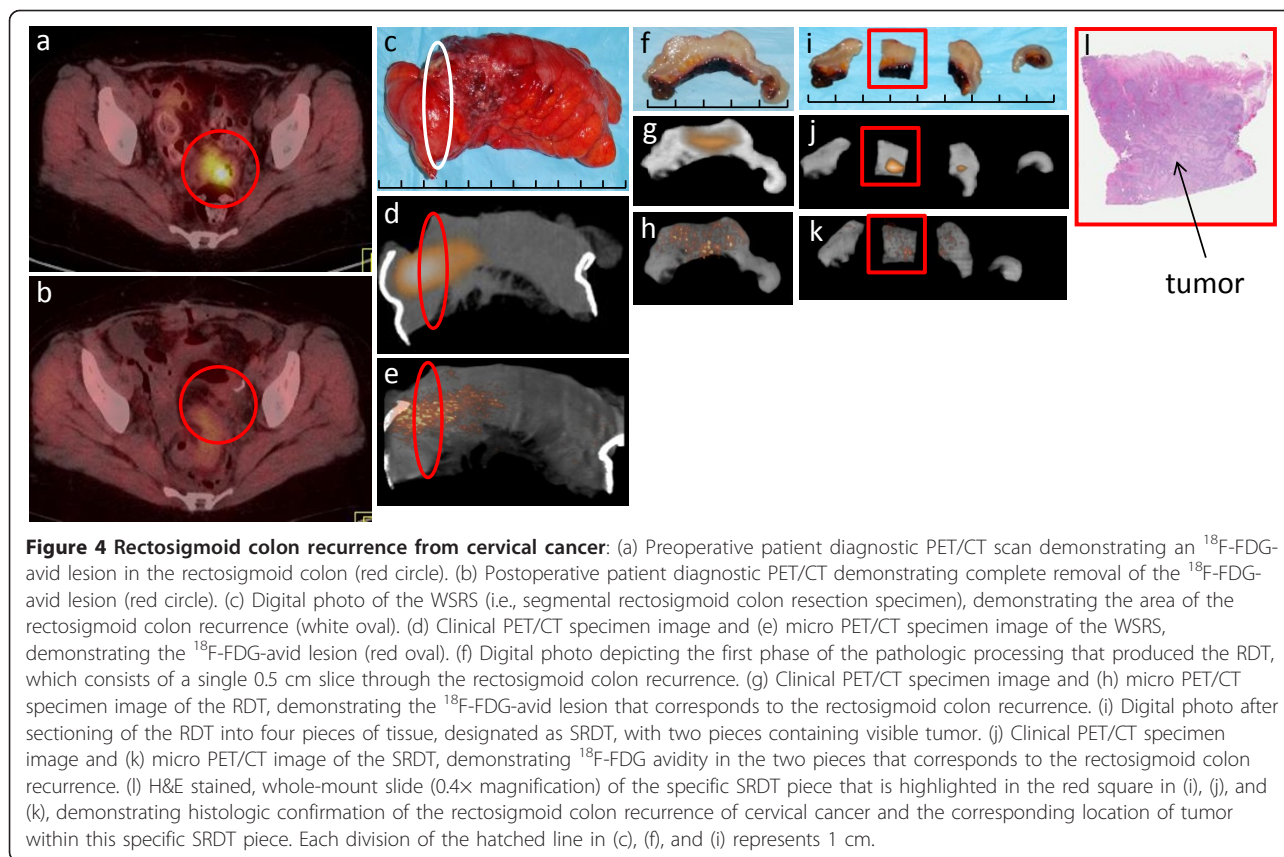 a
b
c
d
e
f
g
h
i
j
k
l
tumor
Figure 4 Rectosigmoid colon recurrence from cervical cancer: (a) Preoperative patient diagnostic PET/CT scan demonstrating an ¹⁸F-FDG-
avid lesion in the rectosigmoid colon (red circle). (b) Postoperative patient diagnostic PET/CT demonstrating complete removal of the ¹⁸F-FDG-
avid lesion (red circle). (c) Digital photo of the WSRS (i.e., segmental rectosigmoid colon resection specimen), demonstrating the area of the
rectosigmoid colon recurrence (white oval). (d) Clinical PET/CT specimen image and (e) micro PET/CT specimen image of the WSRS,
demonstrating the ¹⁸F-FDG-avid lesion (red oval). (f) Digital photo depicting the first phase of the pathologic processing that produced the RDT,
which consists of a single 0.5 cm slice through the rectosigmoid colon recurrence. (g) Clinical PET/CT specimen image and (h) micro PET/CT
specimen image of the RDT, demonstrating the ¹⁸F-FDG-avid lesion that corresponds to the rectosigmoid colon recurrence. (i) Digital photo after
sectioning of the RDT into four pieces of tissue, designated as SRDT, with two pieces containing visible tumor. (j) Clinical PET/CT specimen
image and (k) micro PET/CT image of the SRDT, demonstrating ¹⁸F-FDG avidity in the two pieces that corresponds to the rectosigmoid colon
recurrence. (l) H&E stained, whole-mount slide (0.4× magnification) of the specific SRDT piece that is highlighted in the red square in (i), (j), and
(k), demonstrating histologic confirmation of the rectosigmoid colon recurrence of cervical cancer and the corresponding location of tumor
within this specific SRDT piece. Each division of the hatched line in (c), (f), and (i) represents 1 cm.